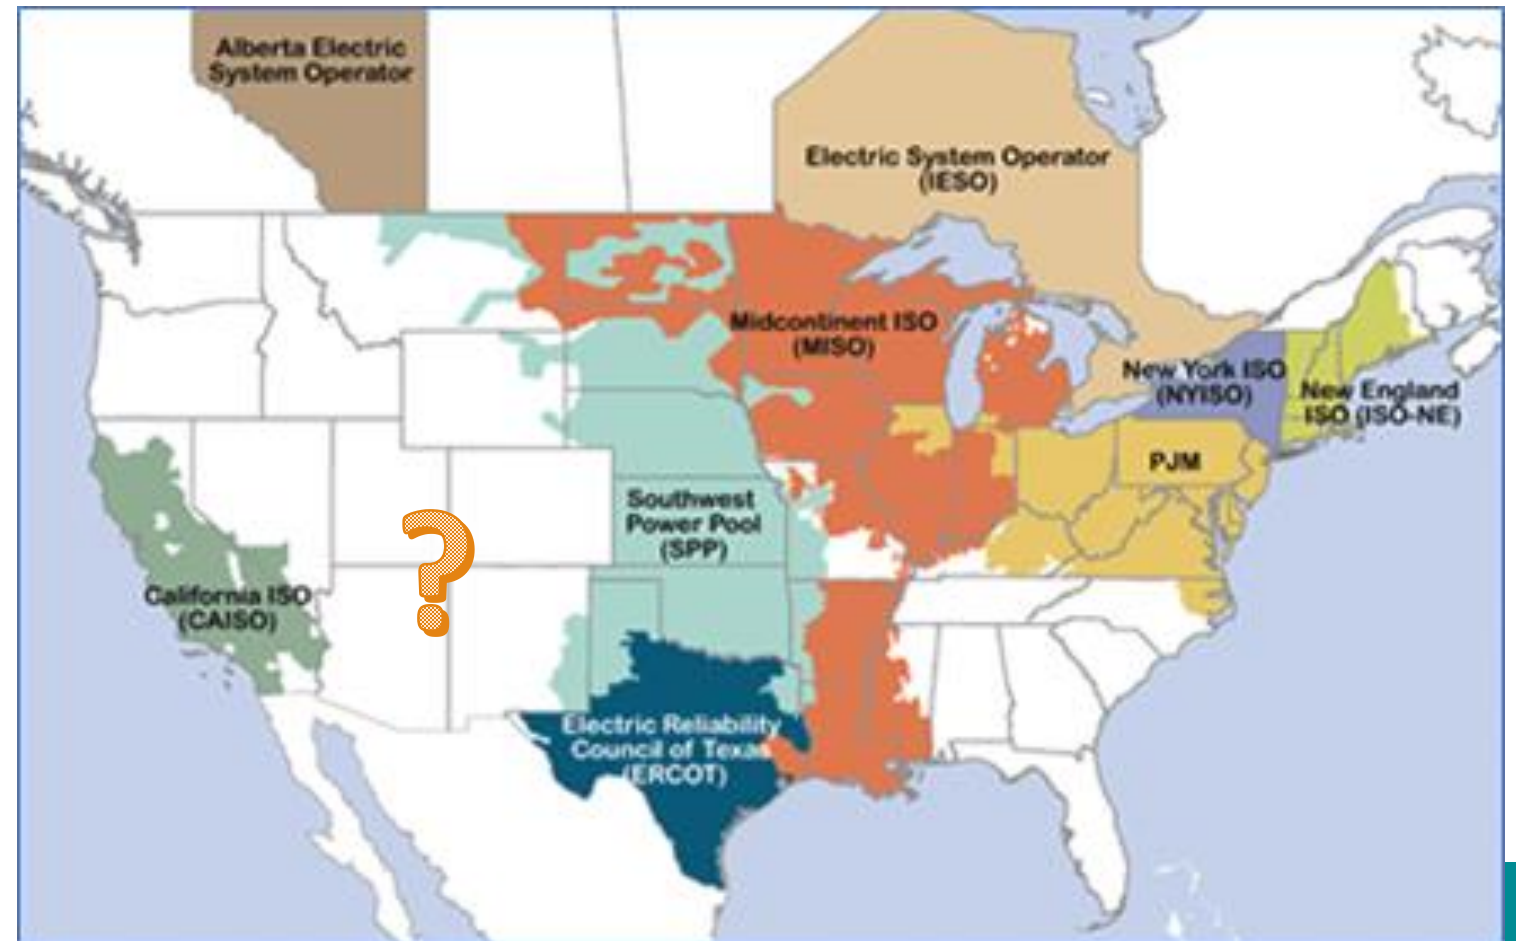 Alberta Electric
System Operator
Electric System Operator
(IESO)
Midcontinent ISO
(MISO)
New York ISO
(NYISO)
New England
ISO (ISO-NE)
PJM
Southwest
Power Pool
(SPP)
?
California ISO
(CAISO)
Electric Reliability
Council of Texas
(ERCOT)